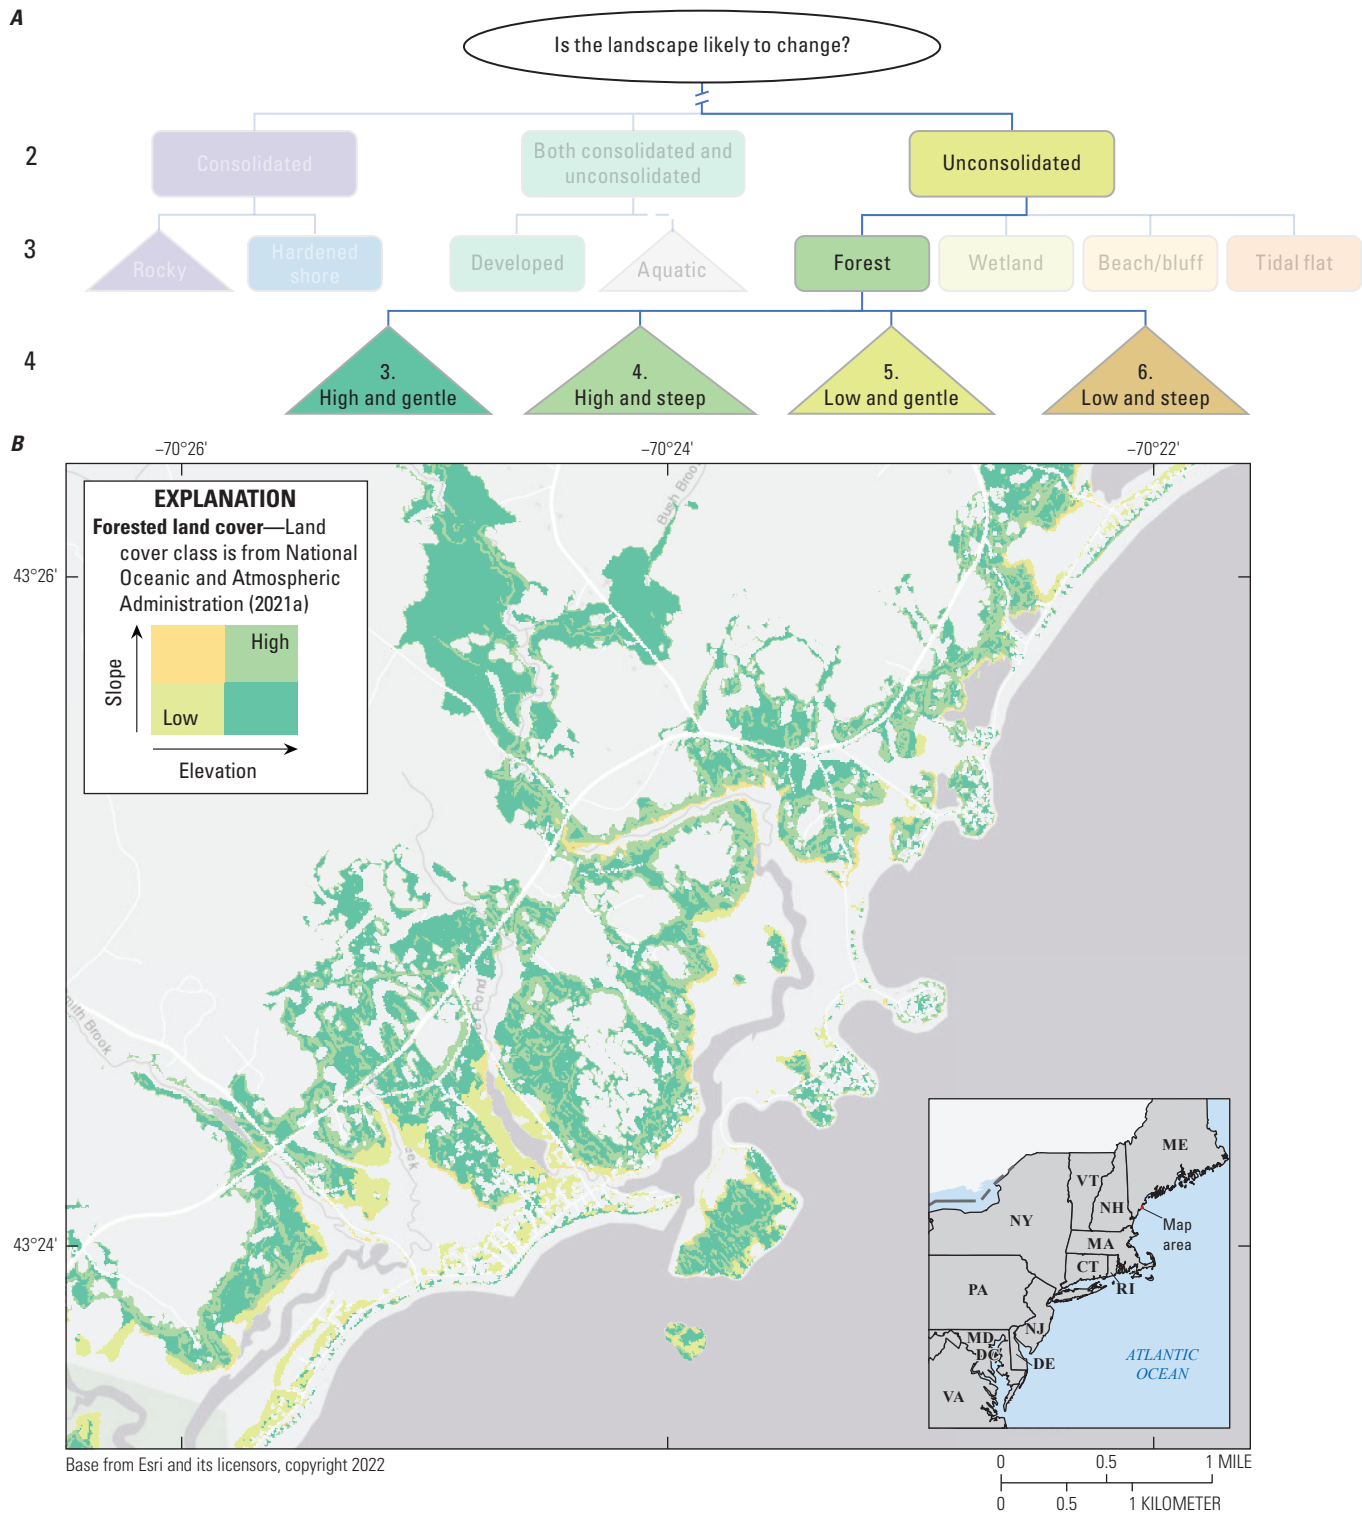 A
Is the landscape likely to change?
2
Consolidated
Both consolidated and
unconsolidated
Unconsolidated
3
Rocky
Hardened
shore
Developed
Aquatic
Forest
Wetland
Beach/bluff
Tidal flat
4
3.
High and gentle
4.
High and steep
5.
Low and gentle
6.
Low and steep
B
–70°26'
–70°24'
–70°22'
43°26'
43°24'
EXPLANATION
Forested land cover—Land
cover class is from National
Oceanic and Atmospheric
Administration (2021a)
Slope
High
Low
Elevation
Bush Broo
Pond
Brook
ME
VT
NH
NY
MA
CT
RI
PA
NJ
MD
DC
DE
VA
Map
area
ATLANTIC
OCEAN
Base from Esri and its licensors, copyright 2022
0 0.5 1 MILE
0 0.5 1 KILOMETER